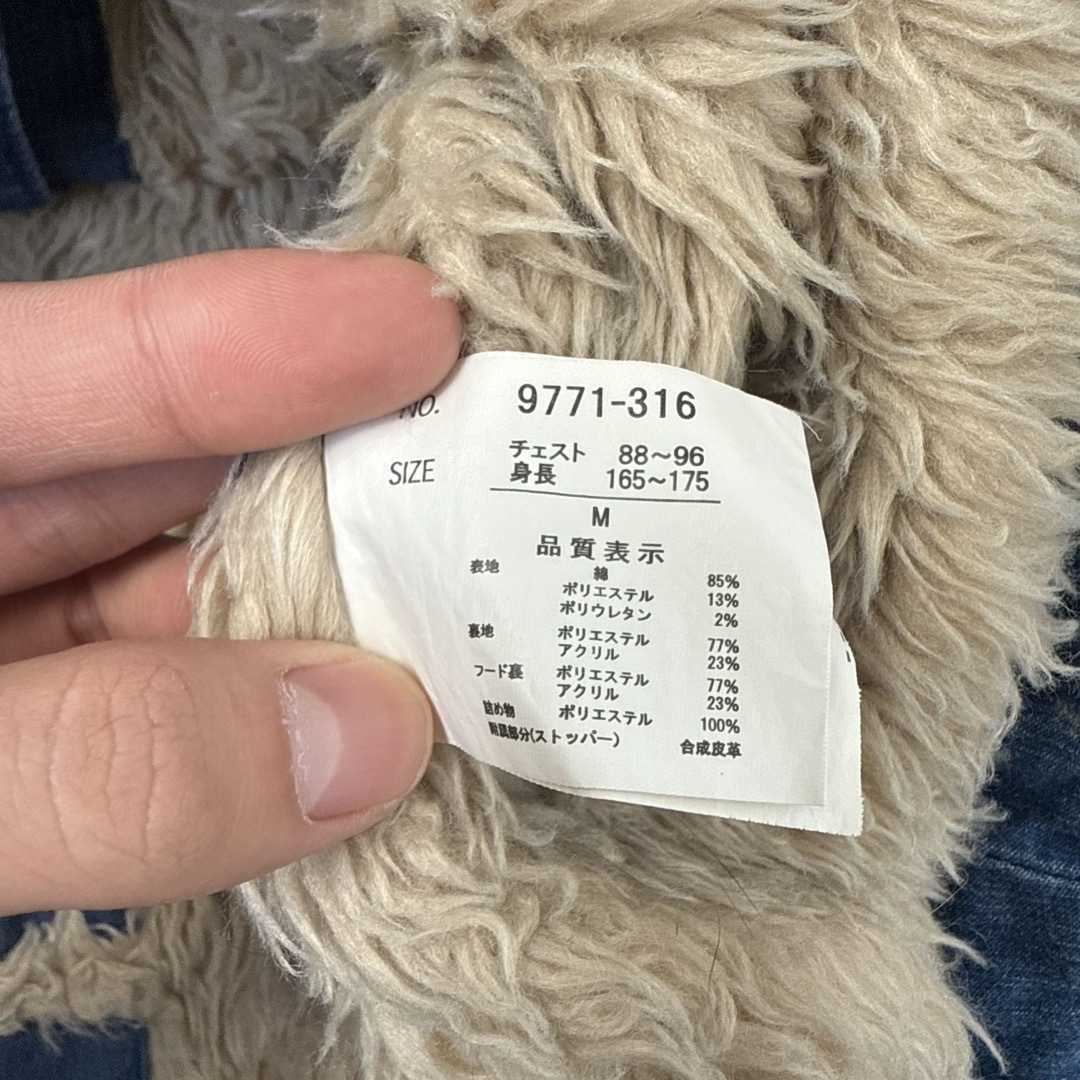 NO. 9771-316
SIZE チェスト 88～96
身長 165～175
M
品質表示
表地 綿 85%
ポリエステル 13%
ポリウレタン 2%
裏地 ポリエステル 77%
アクリル 23%
フード裏 ポリエステル 77%
アクリル 23%
詰め物 ポリエステル 100%
附属部分(ストッパー) 合成皮革